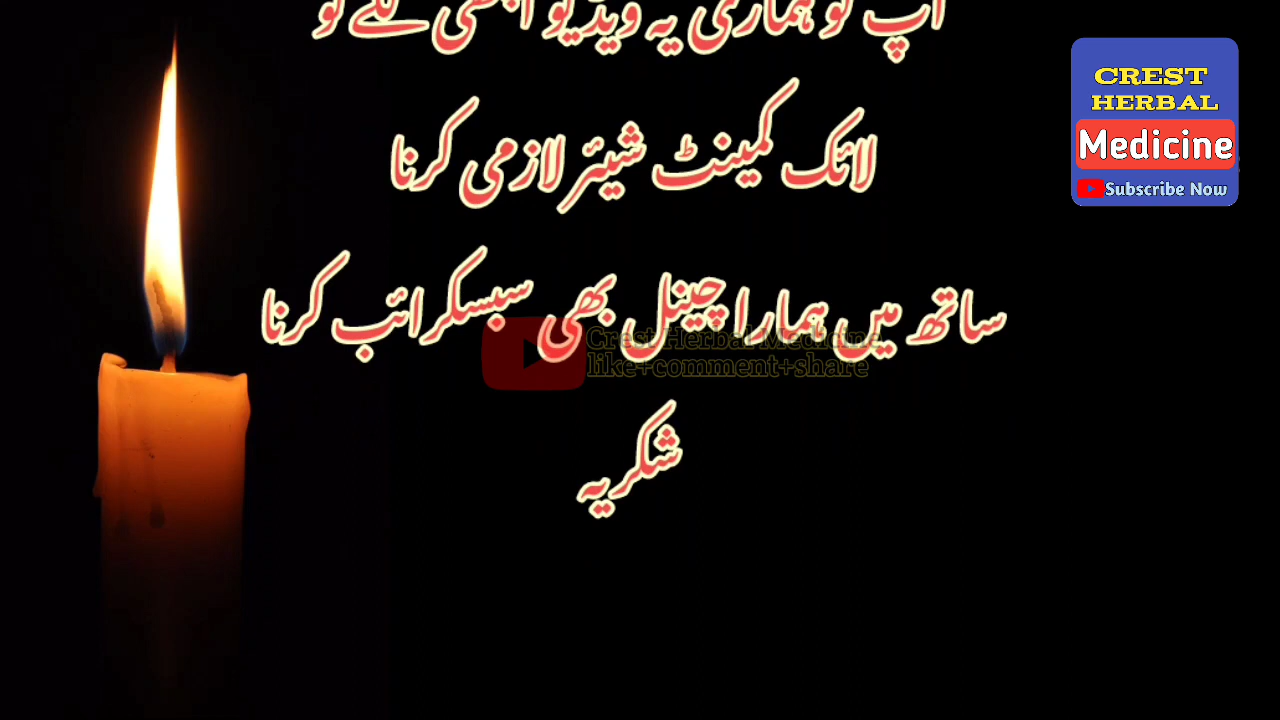 آپ کو ہماری یہ ویڈیو اچھی لگے تو
لائک کمینٹ شیئر لازمی کرنا
ساتھ میں ہمارا چینل بھی سبسکرائب کرنا
شکریہ
CREST
HERBAL
Medicine
Subscribe Now
Crest Herbal Medicine
like+comment+share